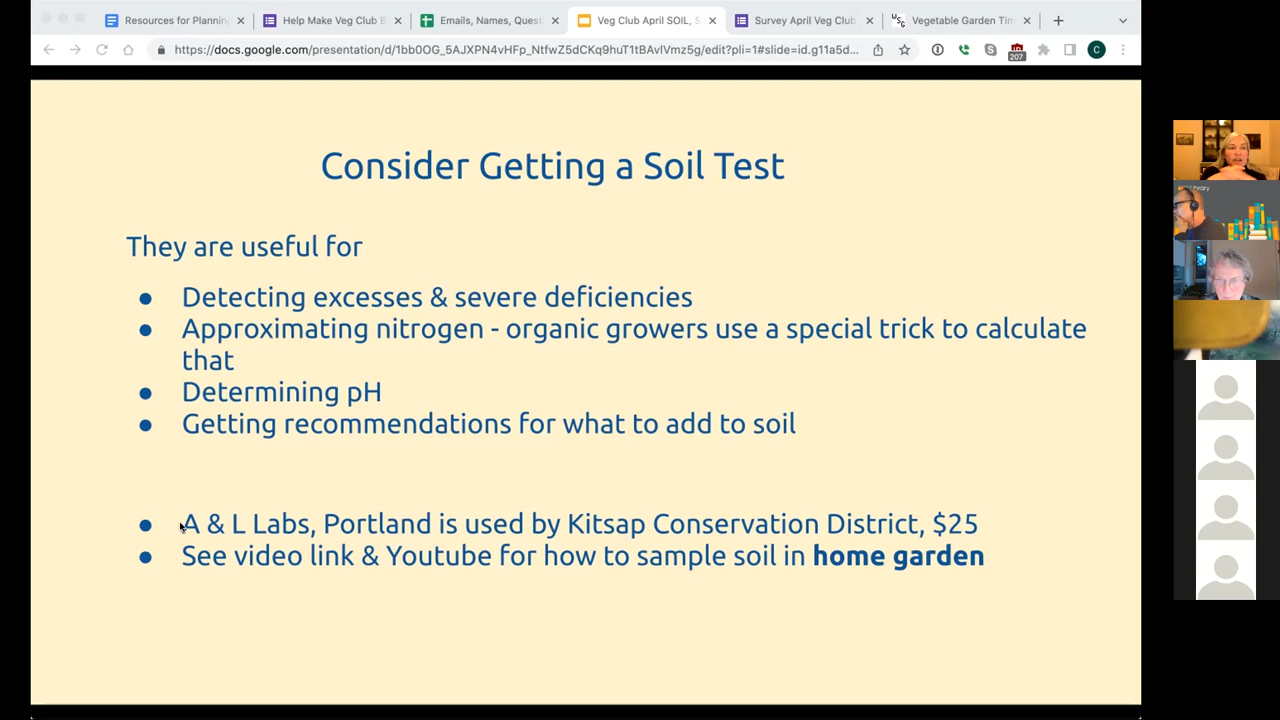 Resources for Plannin
Help Make Veg Club B
Emails, Names, Quest
Veg Club April SOIL, S
Survey April Veg Club
Vegetable Garden Tim
https://docs.google.com/presentation/d/1bb0OG_5AJXPN4vHFp_NtfwZ5dCKq9huT1tBAvlVmz5g/edit?pli=1#slide=id.g11a5d...
207
C
Consider Getting a Soil Test
They are useful for
● Detecting excesses & severe deficiencies
● Approximating nitrogen - organic growers use a special trick to calculate
that
● Determining pH
● Getting recommendations for what to add to soil
● A & L Labs, Portland is used by Kitsap Conservation District, $25
● See video link & Youtube for how to sample soil in home garden